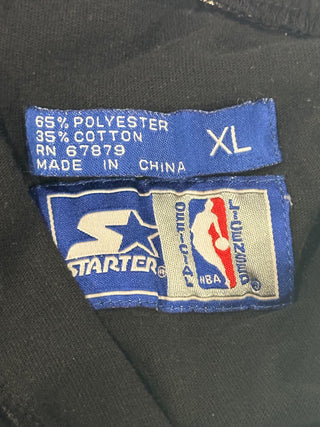 65% POLYESTER
35% COTTON
RN 67879
MADE IN CHINA
XL
STARTER®
OFFICIAL
NBA
LICENSED®